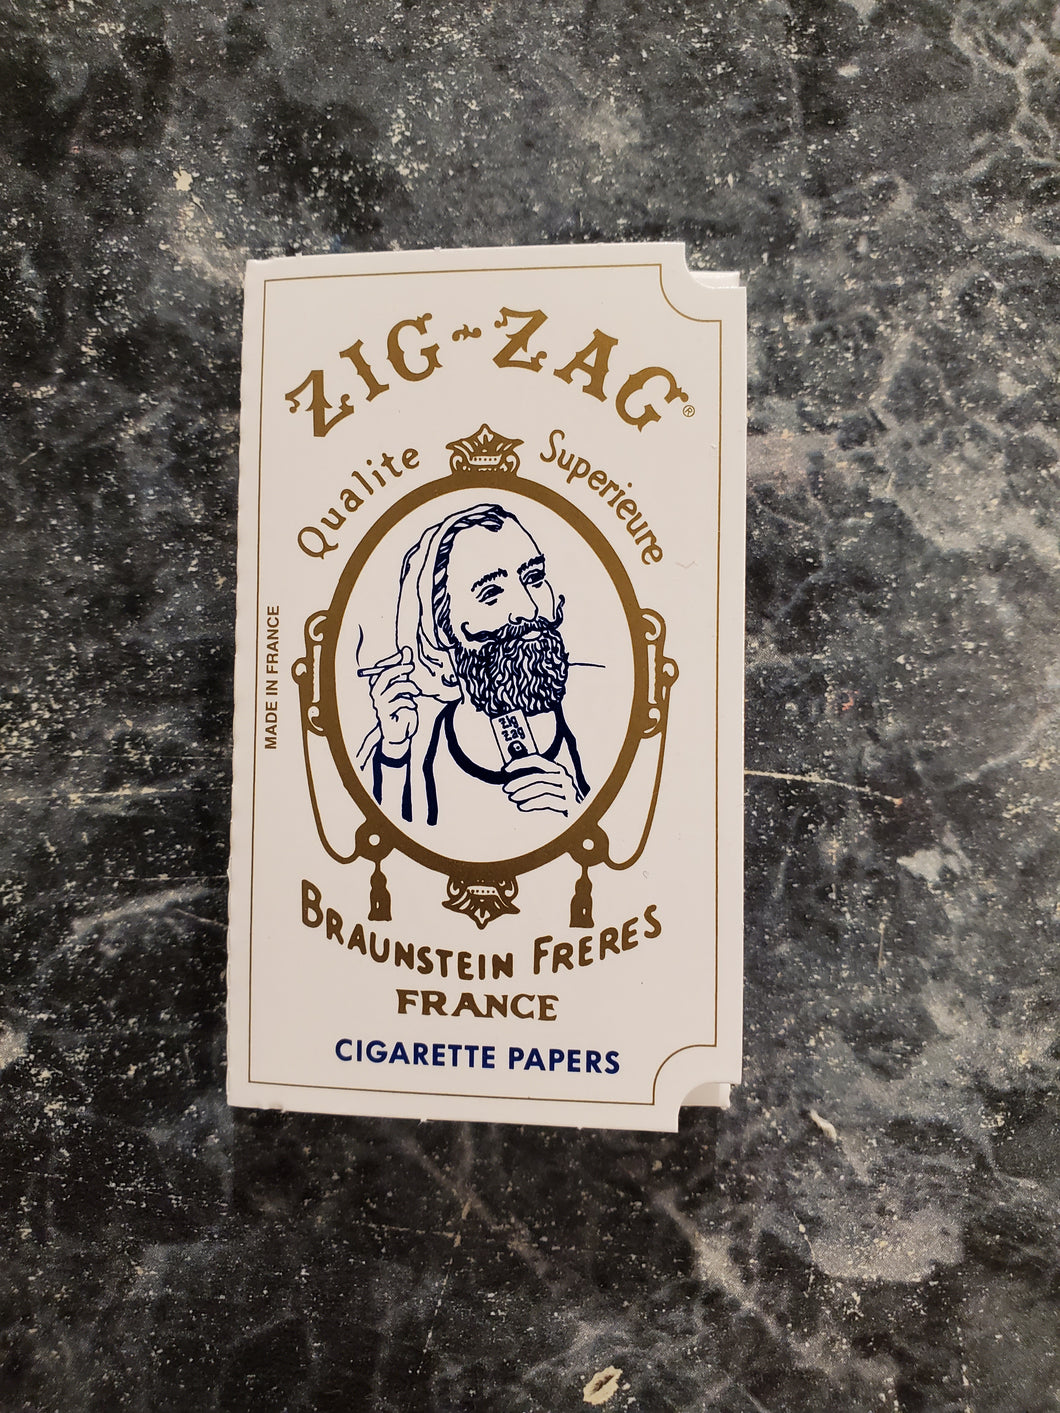 ZIG-ZAG®
Qualite Superieure
MADE IN FRANCE
Zig
Zag
BRAUNSTEIN FRERES
FRANCE
CIGARETTE PAPERS